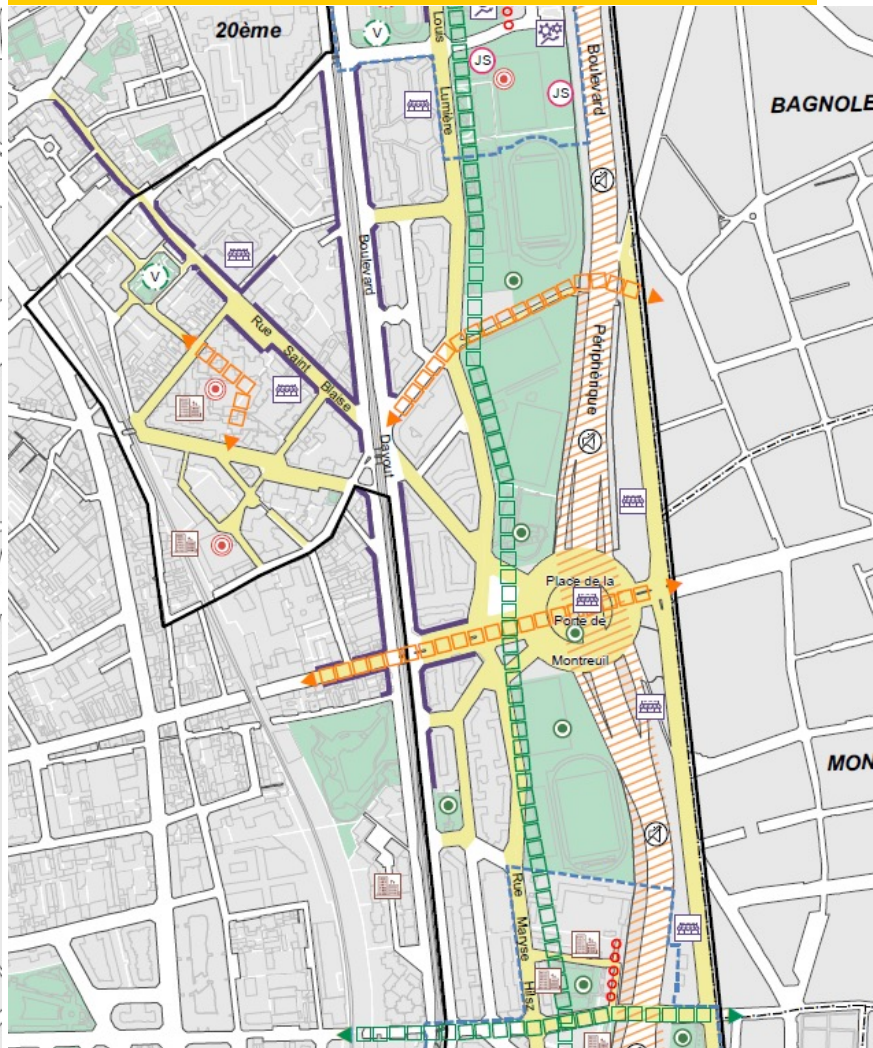 20ème
V
Louis
Lumière
JS
JS
Boulevard
BAGNOLE
V
Boulevard
Rue
Saint
Blaise
Périphérique
Davout
Place de la
Porte de
Montreuil
MON
Rue
Maryse
Hilsz